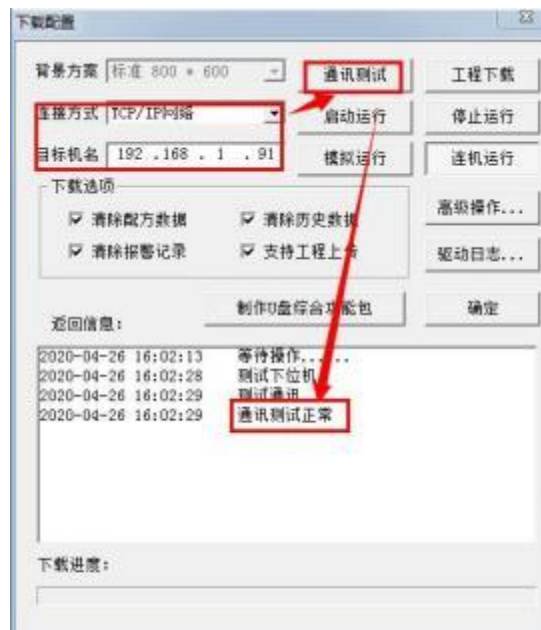 下载配置
背景方案 标准 800 * 600 通讯测试 工程下载
连接方式 TCP/IP网络 启动运行 停止运行
目标机名 192 .168 . 1 . 91 模拟运行 连机运行
下载选项
清除配方数据 清除历史数据 高级操作...
清除报警记录 支持工程上传 驱动日志...
制作U盘综合功能包 确定
返回信息:
2020-04-26 16:02:13 等待操作......
2020-04-26 16:02:28 测试下位机
2020-04-26 16:02:29 测试通讯
2020-04-26 16:02:29 通讯测试正常
下载进度: